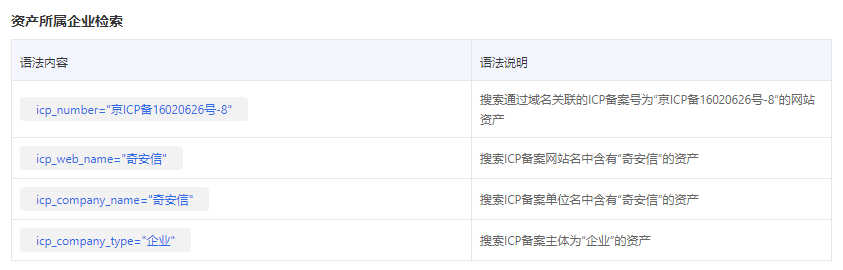 资产所属企业检索
语法内容 语法说明
icp_number="京ICP备16020626号-8" 搜索通过域名关联的ICP备案号为"京ICP备16020626号-8"的网站
资产
icp_web_name="奇安信" 搜索ICP备案网站名中含有"奇安信"的资产
icp_company_name="奇安信" 搜索ICP备案单位名中含有"奇安信"的资产
icp_company_type="企业" 搜索ICP备案主体为"企业"的资产